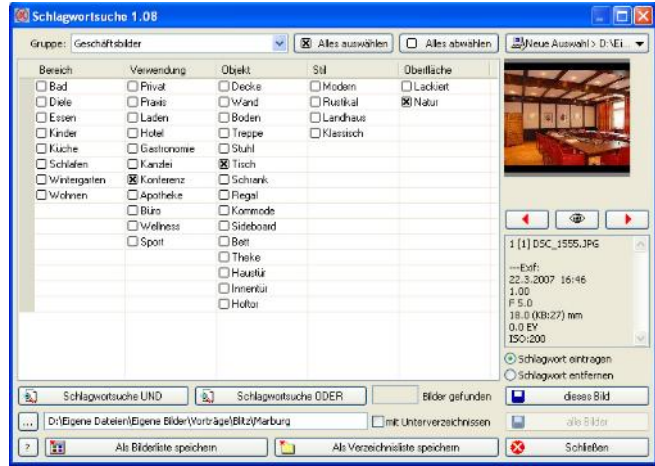 Schlagwortsuche 1.08
Gruppe: Geschäftsbilder
Alles auswählen
Alles abwählen
Neue Auswahl > D:\Ei...
Bereich Verwendung Objekt Stil Oberfläche
Bad Privat Decke Modern Lackiert
Diele Praxis Wand Rustikal Natur
Essen Laden Boden Landhaus
Kinder Hotel Treppe Klassisch
Küche Gastronomie Stuhl
Schlafen Kanzlei Tisch
Wintergarten Konferenz Schrank
Wohnen Apotheke Regal
Büro Kommode
Wellness Sideboard
Sport Bett
Theke
Haustür
Innentür
Hoftor
1 [1] DSC_1555.JPG
---Exif:
22.3.2007 16:46
1.00
F 5.0
18.0 (KB:27) mm
0.0 EV
ISO:200
Schlagwort eintragen
Schlagwort entfernen
Schlagwortsuche UND
Schlagwortsuche ODER
Bilder gefunden
dieses Bild
... D:\Eigene Dateien\Eigene Bilder\Vorträge\Blitz\Marburg
mit Unterverzeichnissen
alle Bilder
? Als Bilderliste speichern
Als Verzeichnisliste speichern
Schließen